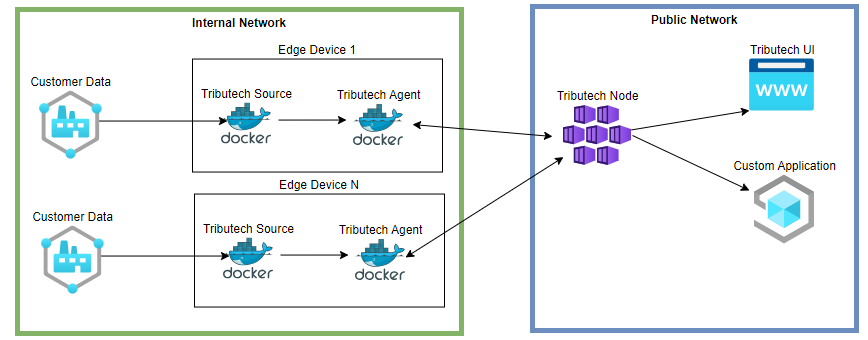 Internal Network
Public Network
Edge Device 1
Customer Data
Tributech Source
Tributech Agent
docker
docker
Tributech Node
Tributech UI
WWW
Custom Application
Edge Device N
Customer Data
Tributech Source
Tributech Agent
docker
docker